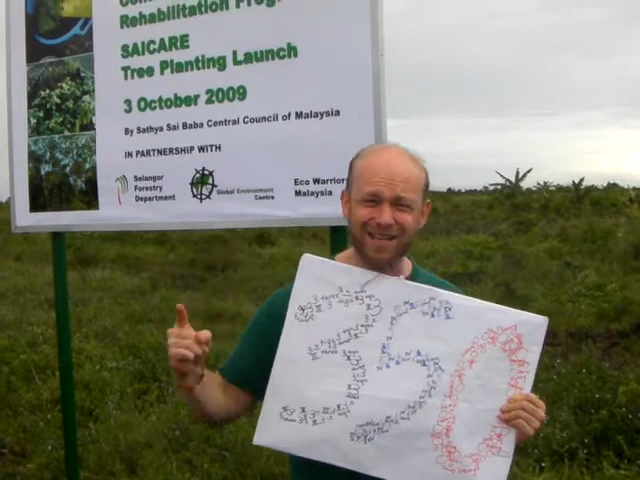 Rehabilitation
SAICARE
Tree Planting Launch
3 October 2009
By Sathya Sai Baba Central Council of Malaysia
IN PARTNERSHIP WITH
Selangor
Forestry
Department
Global Environment
Centre
Eco Warriors
Malaysia
350